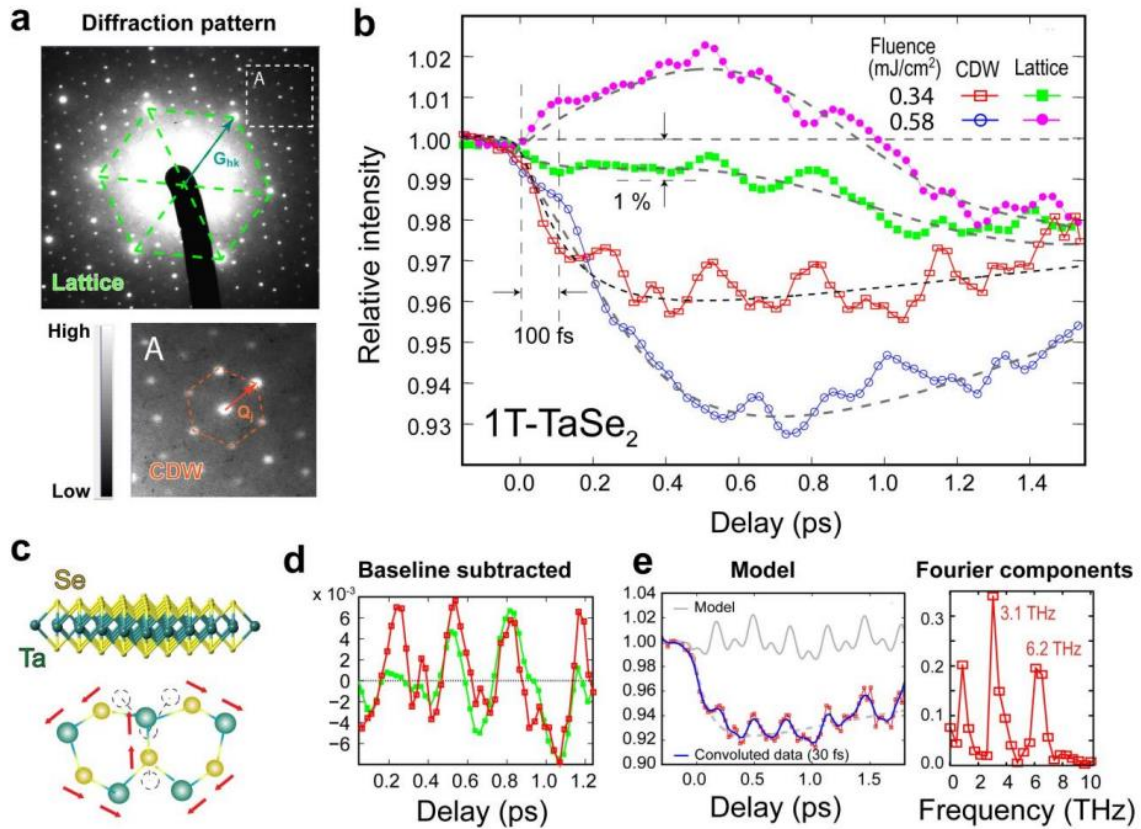 a
Diffraction pattern
A
G_hk
Lattice
High
Low
A
Q_i
CDW
b
Relative intensity
1.02
1.01
1.00
0.99
0.98
0.97
0.96
0.95
0.94
0.93
Fluence
(mJ/cm²) CDW Lattice
0.34
0.58
1 %
100 fs
1T-TaSe₂
0.0 0.2 0.4 0.6 0.8 1.0 1.2 1.4
Delay (ps)
c
Se
Ta
d
Baseline subtracted
x 10⁻³
6
4
2
0
−2
−4
−6
0.2 0.4 0.6 0.8 1.0 1.2
Delay (ps)
e
Model
1.04
1.02
1.00
0.98
0.96
0.94
0.92
0.90
Model
Convoluted data (30 fs)
0.0 0.5 1.0 1.5
Delay (ps)
Fourier components
0.3
0.2
0.1
0.0
3.1 THz
6.2 THz
0 2 4 6 8 10
Frequency (THz)